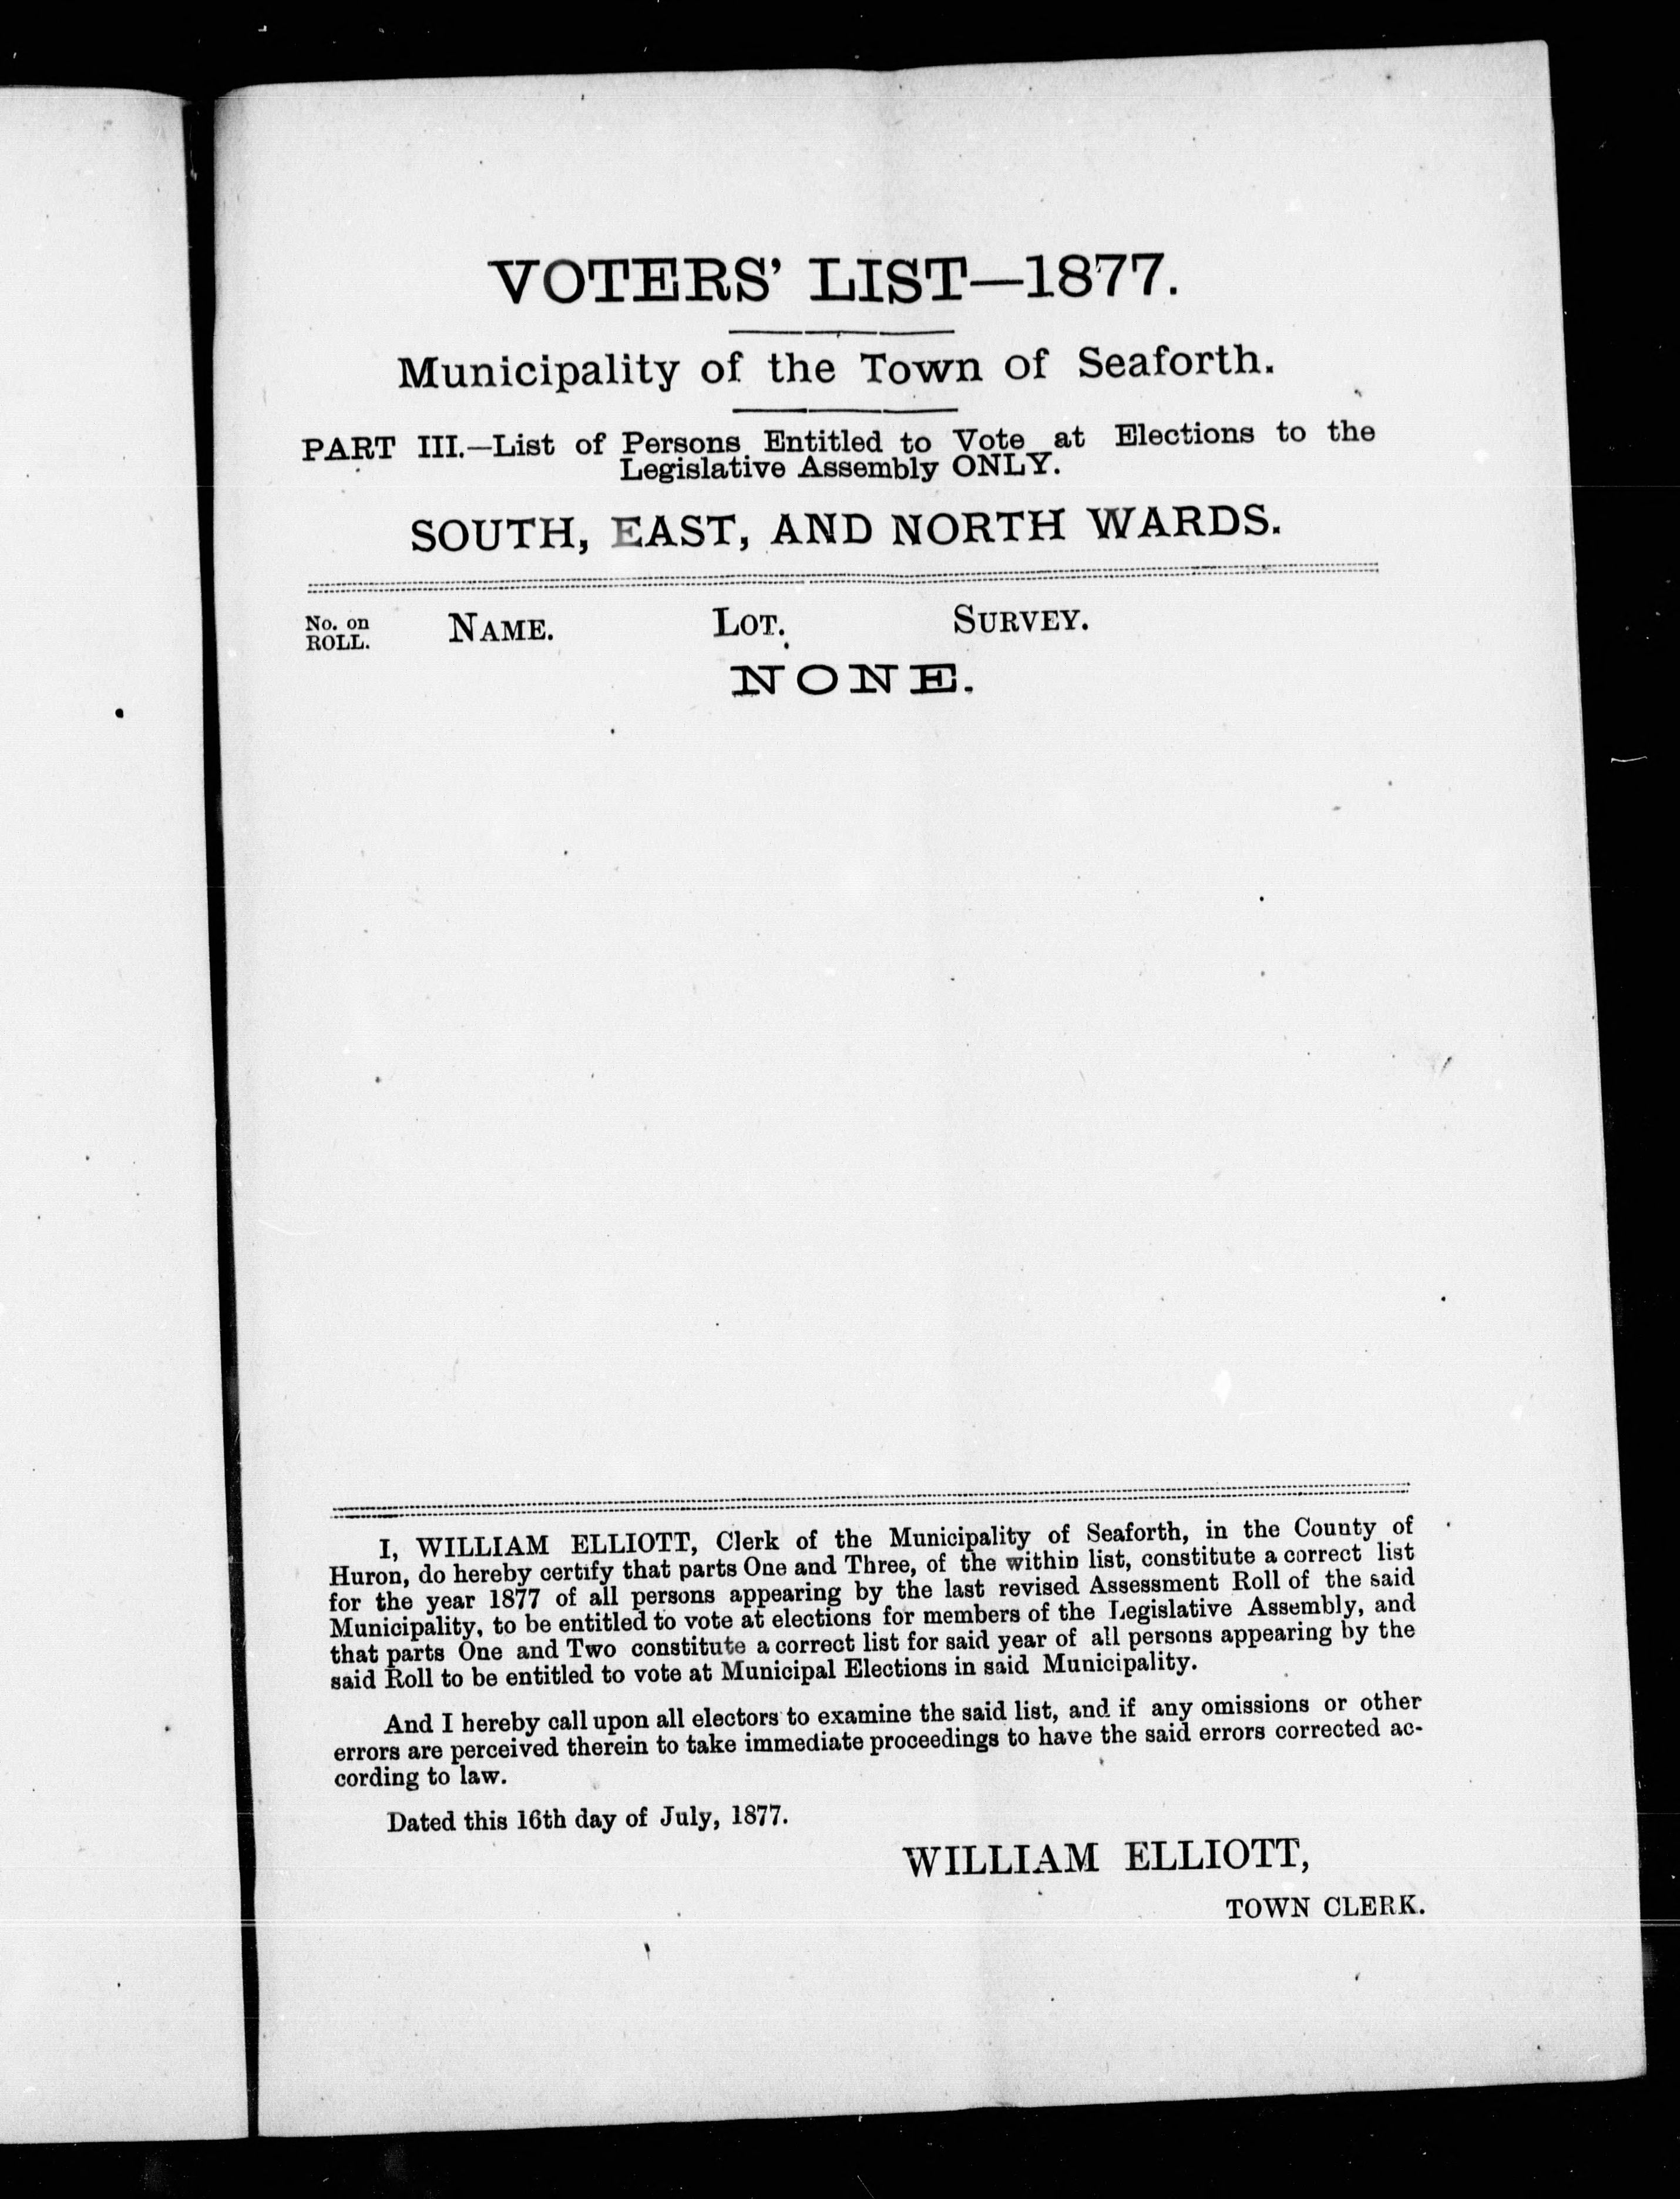 VOTERS' LIST—1877.
Municipality of the Town of Seaforth.
PART III.—List of Persons Entitled to Vote at Elections to the
Legislative Assembly ONLY.
SOUTH, EAST, AND NORTH WARDS.
No. on ROLL. NAME. LOT. SURVEY.
NONE.
I, WILLIAM ELLIOTT, Clerk of the Municipality of Seaforth, in the County of
Huron, do hereby certify that parts One and Three, of the within list, constitute a correct list
for the year 1877 of all persons appearing by the last revised Assessment Roll of the said
Municipality, to be entitled to vote at elections for members of the Legislative Assembly, and
that parts One and Two constitute a correct list for said year of all persons appearing by the
said Roll to be entitled to vote at Municipal Elections in said Municipality.
And I hereby call upon all electors to examine the said list, and if any omissions or other
errors are perceived therein to take immediate proceedings to have the said errors corrected ac-
cording to law.
Dated this 16th day of July, 1877.
WILLIAM ELLIOTT,
TOWN CLERK.